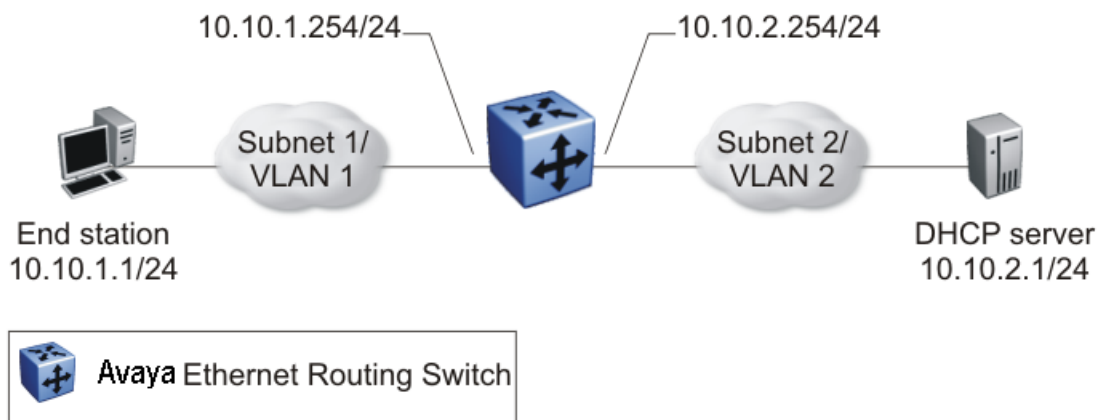 10.10.1.254/24
10.10.2.254/24
Subnet 1/
VLAN 1
Subnet 2/
VLAN 2
End station
10.10.1.1/24
DHCP server
10.10.2.1/24
Avaya Ethernet Routing Switch